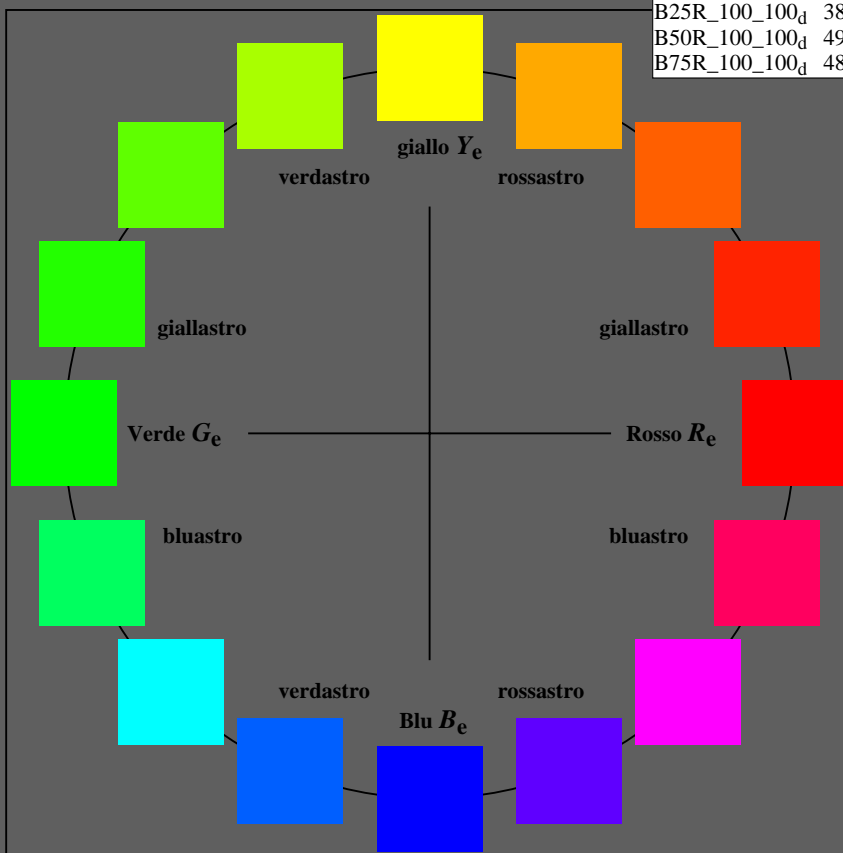 B25R_100_100d 38
B50R_100_100d 49
B75R_100_100d 48
giallo Ye
verdastro rossastro
giallastro giallastro
Verde Ge Rosso Re
bluastro bluastro
verdastro rossastro
Blu Be